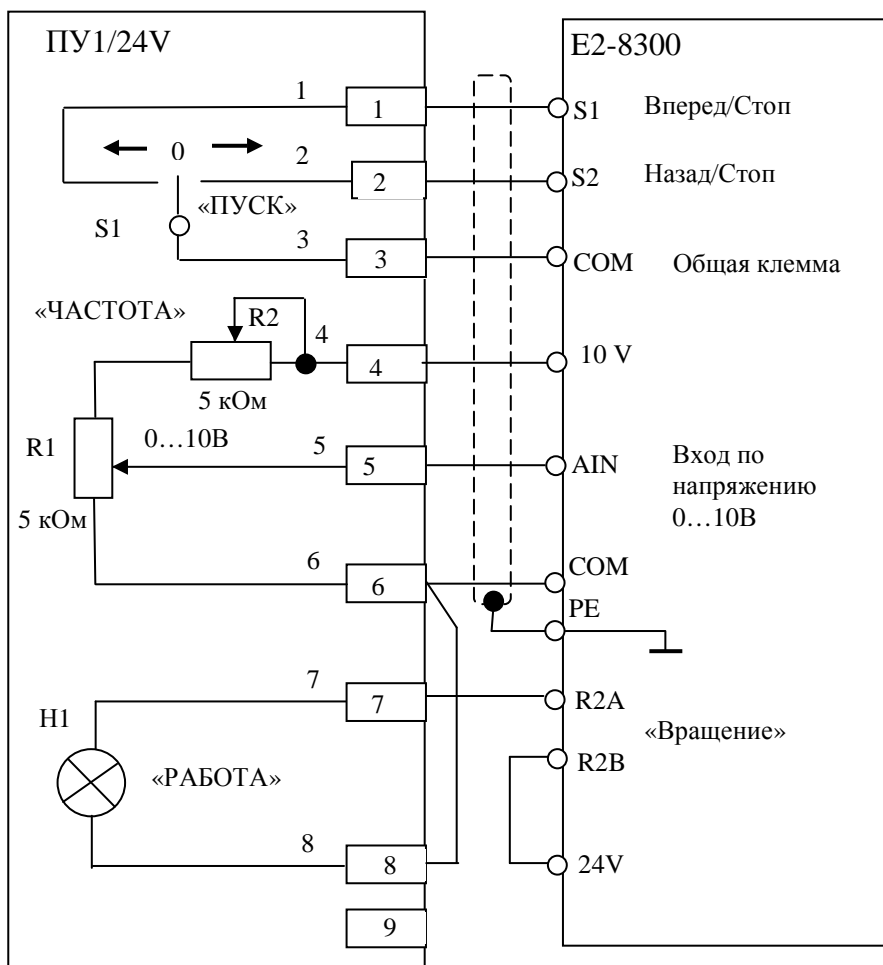 ПУ1/24V
E2-8300
1
1
S1
Вперед/Стоп
0
2
2
S2
Назад/Стоп
«ПУСК»
S1
3
3
COM
Общая клемма
«ЧАСТОТА»
R2
4
4
10 V
5 кОм
R1
0…10В
5
5
AIN
Вход по
напряжению
0…10В
5 кОм
6
6
COM
PE
7
7
R2A
H1
«Вращение»
R2B
«РАБОТА»
8
8
24V
9